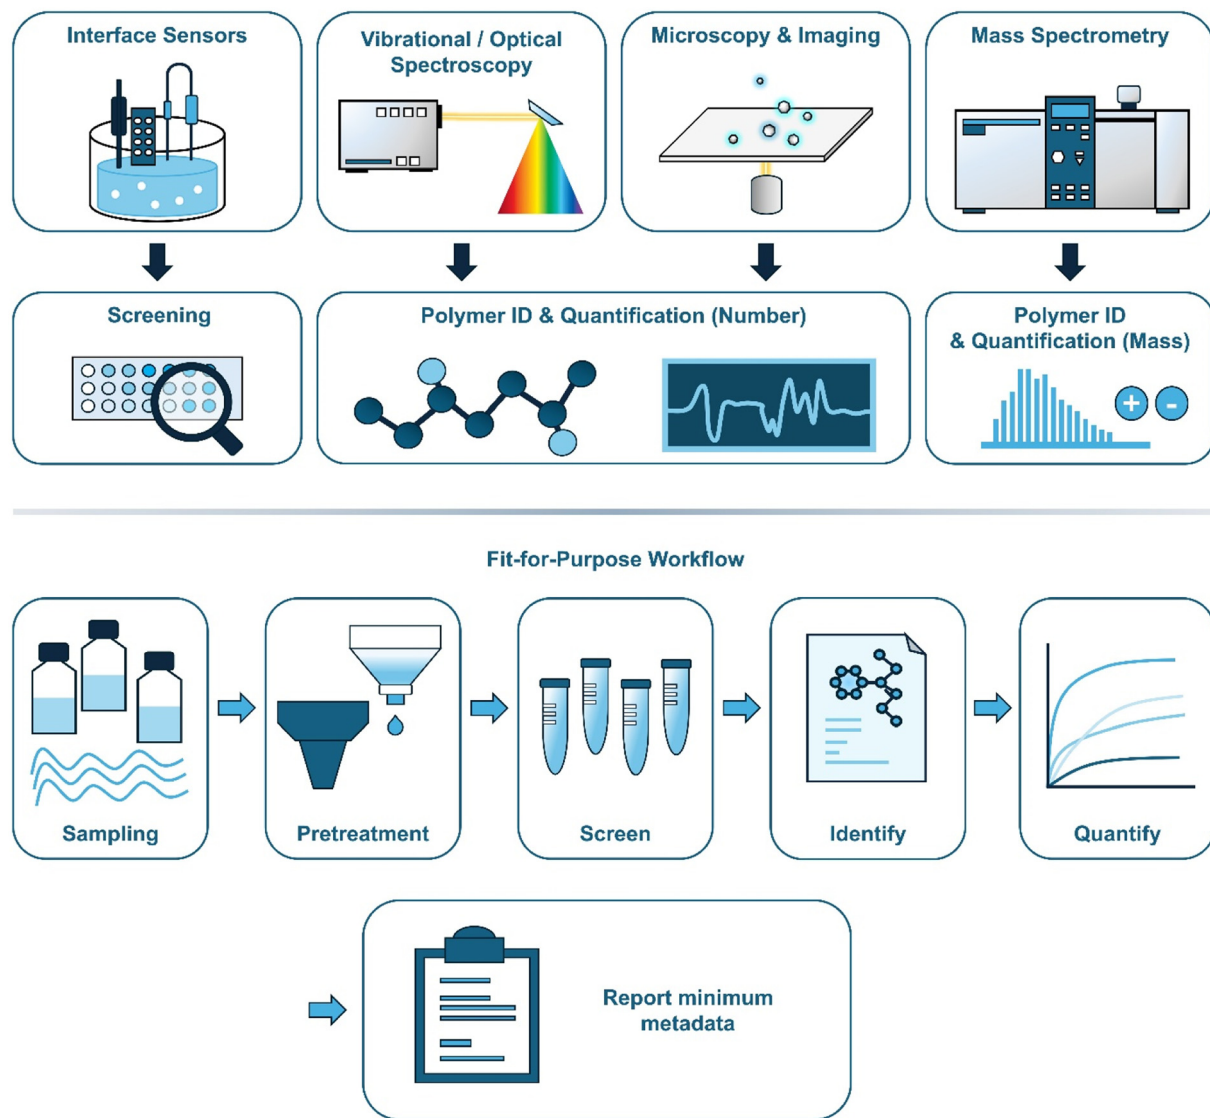 Interface Sensors
Vibrational / Optical
Spectroscopy
Microscopy & Imaging
Mass Spectrometry
Screening
Polymer ID & Quantification (Number)
Polymer ID
& Quantification (Mass)
+ -
Fit-for-Purpose Workflow
Sampling
Pretreatment
Screen
Identify
Quantify
Report minimum
metadata